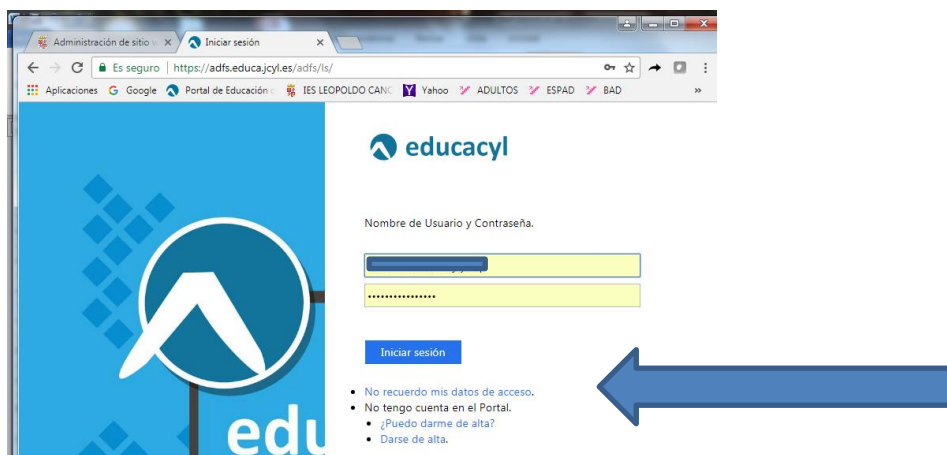 Administración de sitio
Iniciar sesión
Es seguro | https://adfs.educa.jcyl.es/adfs/ls/
Aplicaciones Google Portal de Educación IES LEOPOLDO CANO Yahoo ADULTOS ESPAD BAD »
educacyl
Nombre de Usuario y Contraseña.
••••••••••••••••
Iniciar sesión
No recuerdo mis datos de acceso.
No tengo cuenta en el Portal.
¿Puedo darme de alta?
Darse de alta.
edu